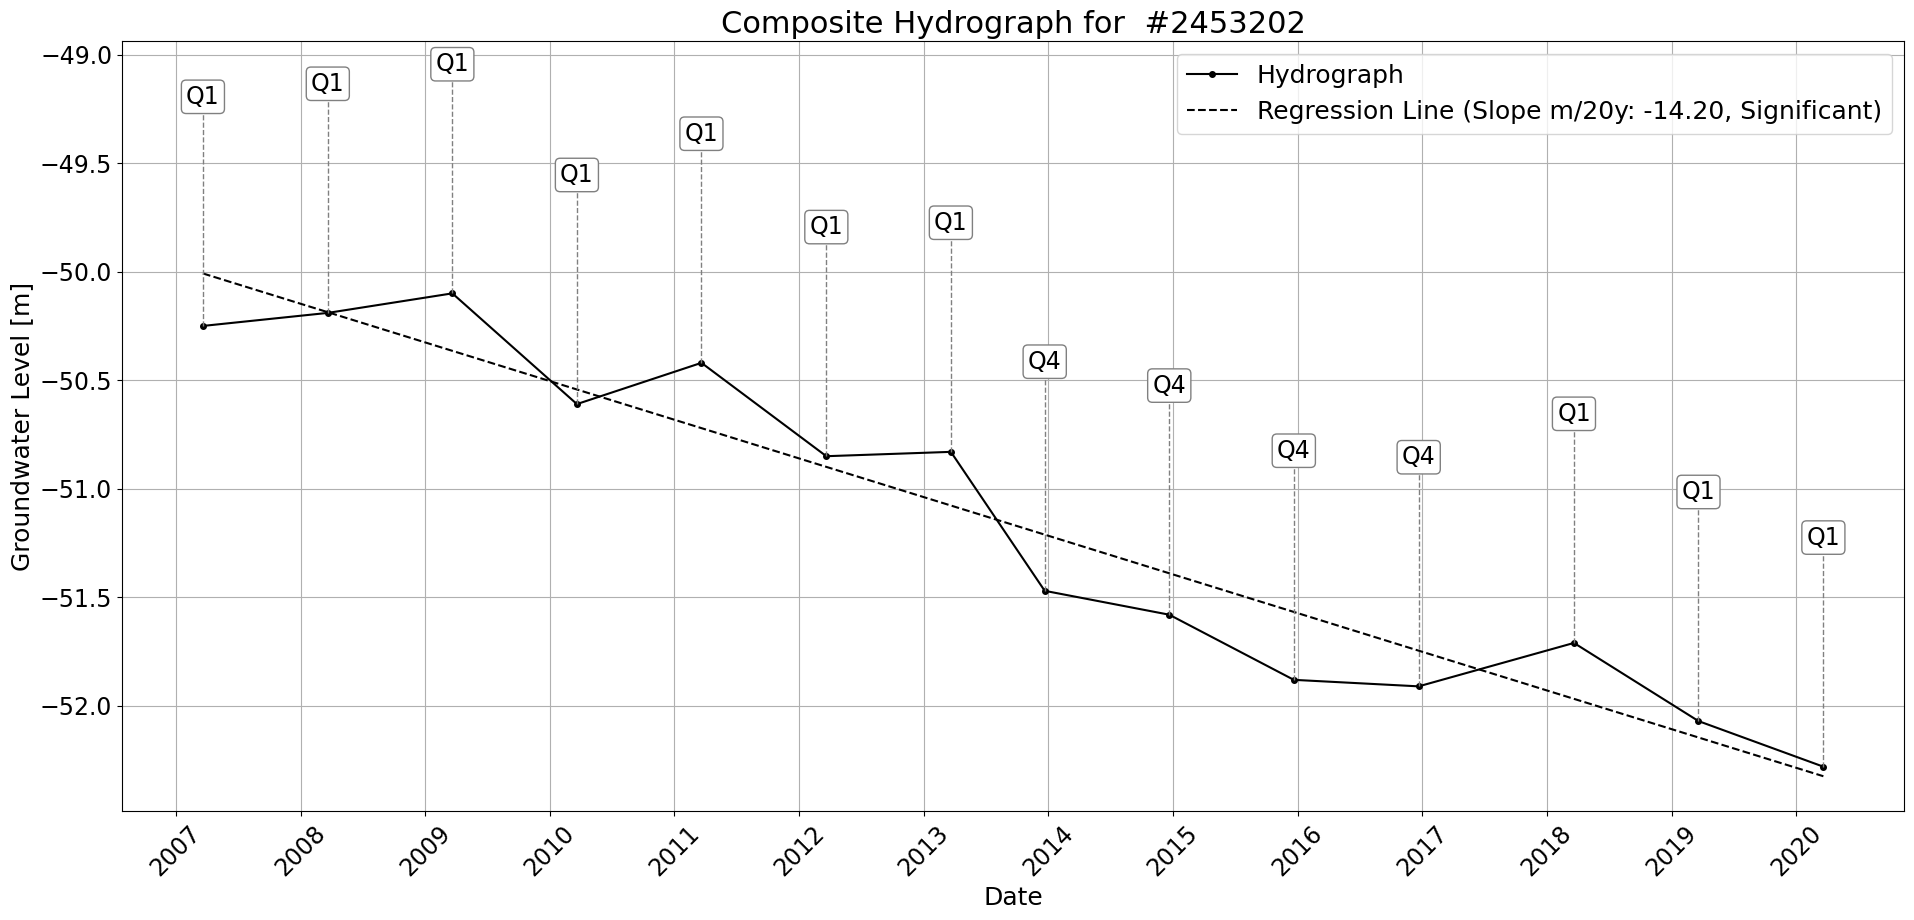 Composite Hydrograph for  #2453202
Hydrograph
Regression Line (Slope m/20y: -14.20, Significant)
Groundwater Level [m]
−49.0
−49.5
−50.0
−50.5
−51.0
−51.5
−52.0
Q1
Q1
Q1
Q1
Q1
Q1
Q1
Q4
Q4
Q4
Q4
Q1
Q1
Q1
2007
2008
2009
2010
2011
2012
2013
2014
2015
2016
2017
2018
2019
2020
Date